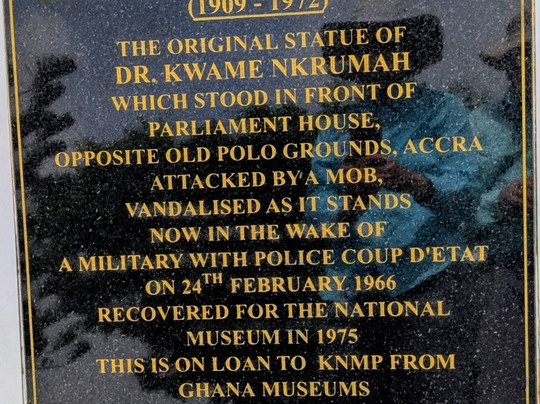 (1909 - 1972)
THE ORIGINAL STATUE OF
DR. KWAME NKRUMAH
WHICH STOOD IN FRONT OF
PARLIAMENT HOUSE,
OPPOSITE OLD POLO GROUNDS, ACCRA
ATTACKED BY A MOB,
VANDALISED AS IT STANDS
NOW IN THE WAKE OF
A MILITARY WITH POLICE COUP D'ETAT
ON 24TH FEBRUARY 1966
RECOVERED FOR THE NATIONAL
MUSEUM IN 1975
THIS IS ON LOAN TO KNMP FROM
GHANA MUSEUMS